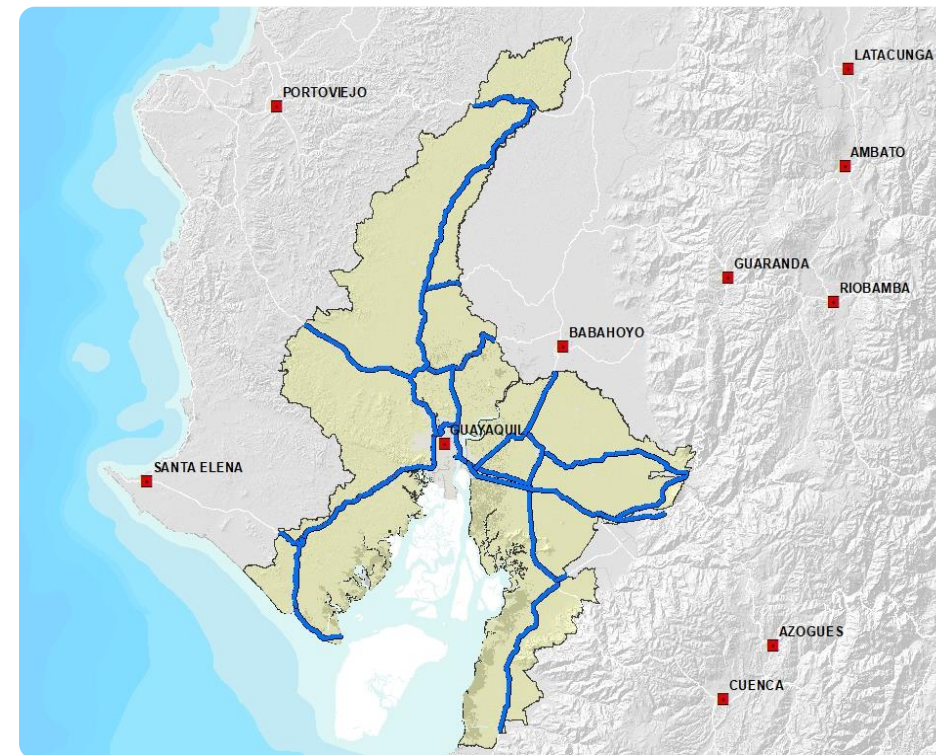 LATACUNGA
PORTOVIEJO
AMBATO
GUARANDA
RIOBAMBA
BABAHOYO
GUAYAQUIL
SANTA ELENA
AZOGUES
CUENCA